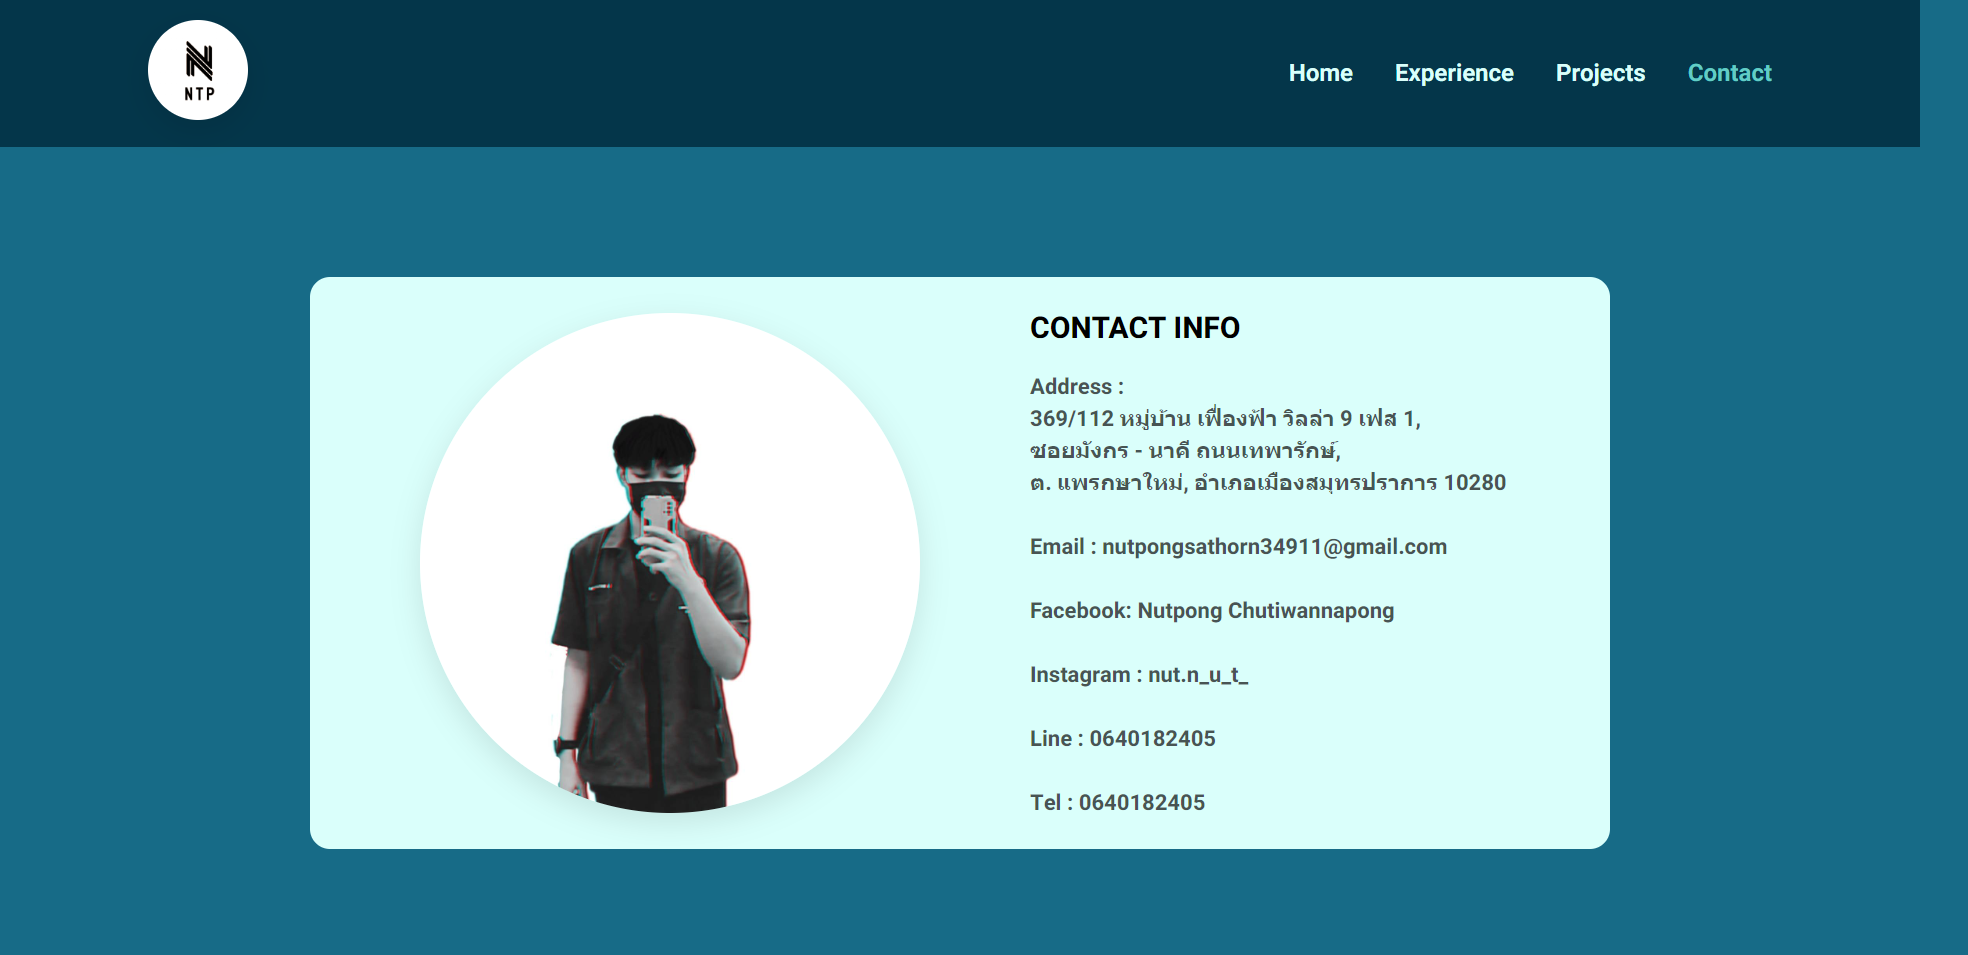 NTP
Home Experience Projects Contact
CONTACT INFO
Address :
369/112 หมู่บ้าน เฟื่องฟ้า วิลล่า 9 เฟส 1,
ซอยมังกร - นาคี ถนนเทพารักษ์,
ต. แพรกษาใหม่, อำเภอเมืองสมุทรปราการ 10280
Email : nutpongsathorn34911@gmail.com
Facebook: Nutpong Chutiwannapong
Instagram : nut.n_u_t_
Line : 0640182405
Tel : 0640182405